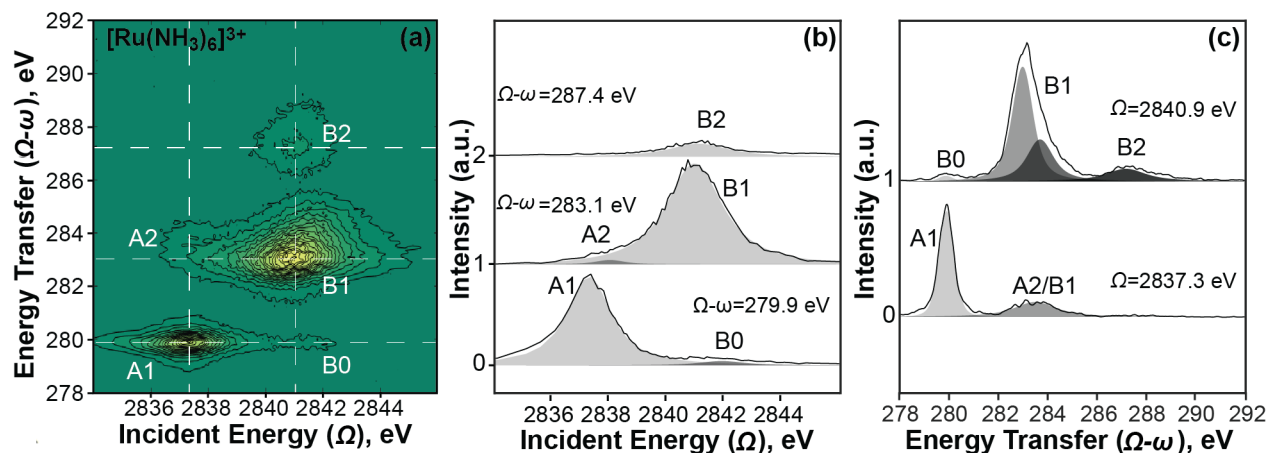 [Ru(NH3)6]3+
(a)
292
290
288
286
284
282
280
278
Energy Transfer (Ω-ω), eV
B2
A2
B1
A1
B0
2836 2838 2840 2842 2844
Incident Energy (Ω), eV
(b)
Ω-ω=287.4 eV
B2
2
Ω-ω=283.1 eV
B1
A2
1
A1
Ω-ω=279.9 eV
B0
0
Intensity (a.u.)
2836 2838 2840 2842 2844
Incident Energy (Ω), eV
(c)
B1
Ω=2840.9 eV
B0
B2
1
A1
Ω=2837.3 eV
A2/B1
0
Intensity (a.u.)
278 280 282 284 286 288 290 292
Energy Transfer (Ω-ω), eV